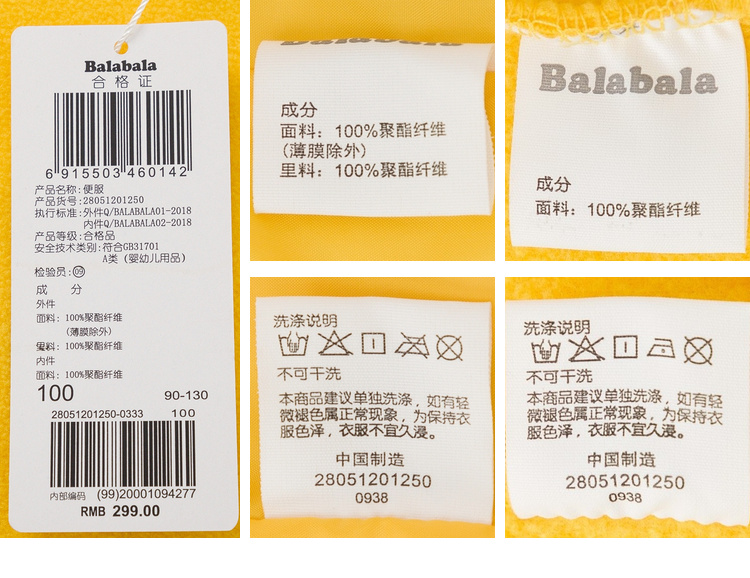 Balabala
合格证
6 915503 460142
产品名称:便服
产品货号:28051201250
执行标准:外件Q/BALABALA01-2018
内件Q/BALABALA02-2018
产品等级:合格品
安全技术类别:符合GB31701
A类（婴幼儿用品）
检验员:09
成 分
外件
面料: 100%聚酯纤维
(薄膜除外)
里料: 100%聚酯纤维
内件
面料: 100%聚酯纤维
100 90-130
28051201250-0333 100
内部编码 (99)20001094277
RMB 299.00
Balabala
成分
面料: 100%聚酯纤维
(薄膜除外)
里料: 100%聚酯纤维
Balabala
成分
面料: 100%聚酯纤维
洗涤说明
不可干洗
本商品建议单独洗涤，如有轻
微褪色属正常现象，为保持衣
服色泽，衣服不宜久浸。
中国制造
28051201250
0938
洗涤说明
不可干洗
本商品建议单独洗涤，如有轻
微褪色属正常现象，为保持衣
服色泽，衣服不宜久浸。
中国制造
28051201250
0938